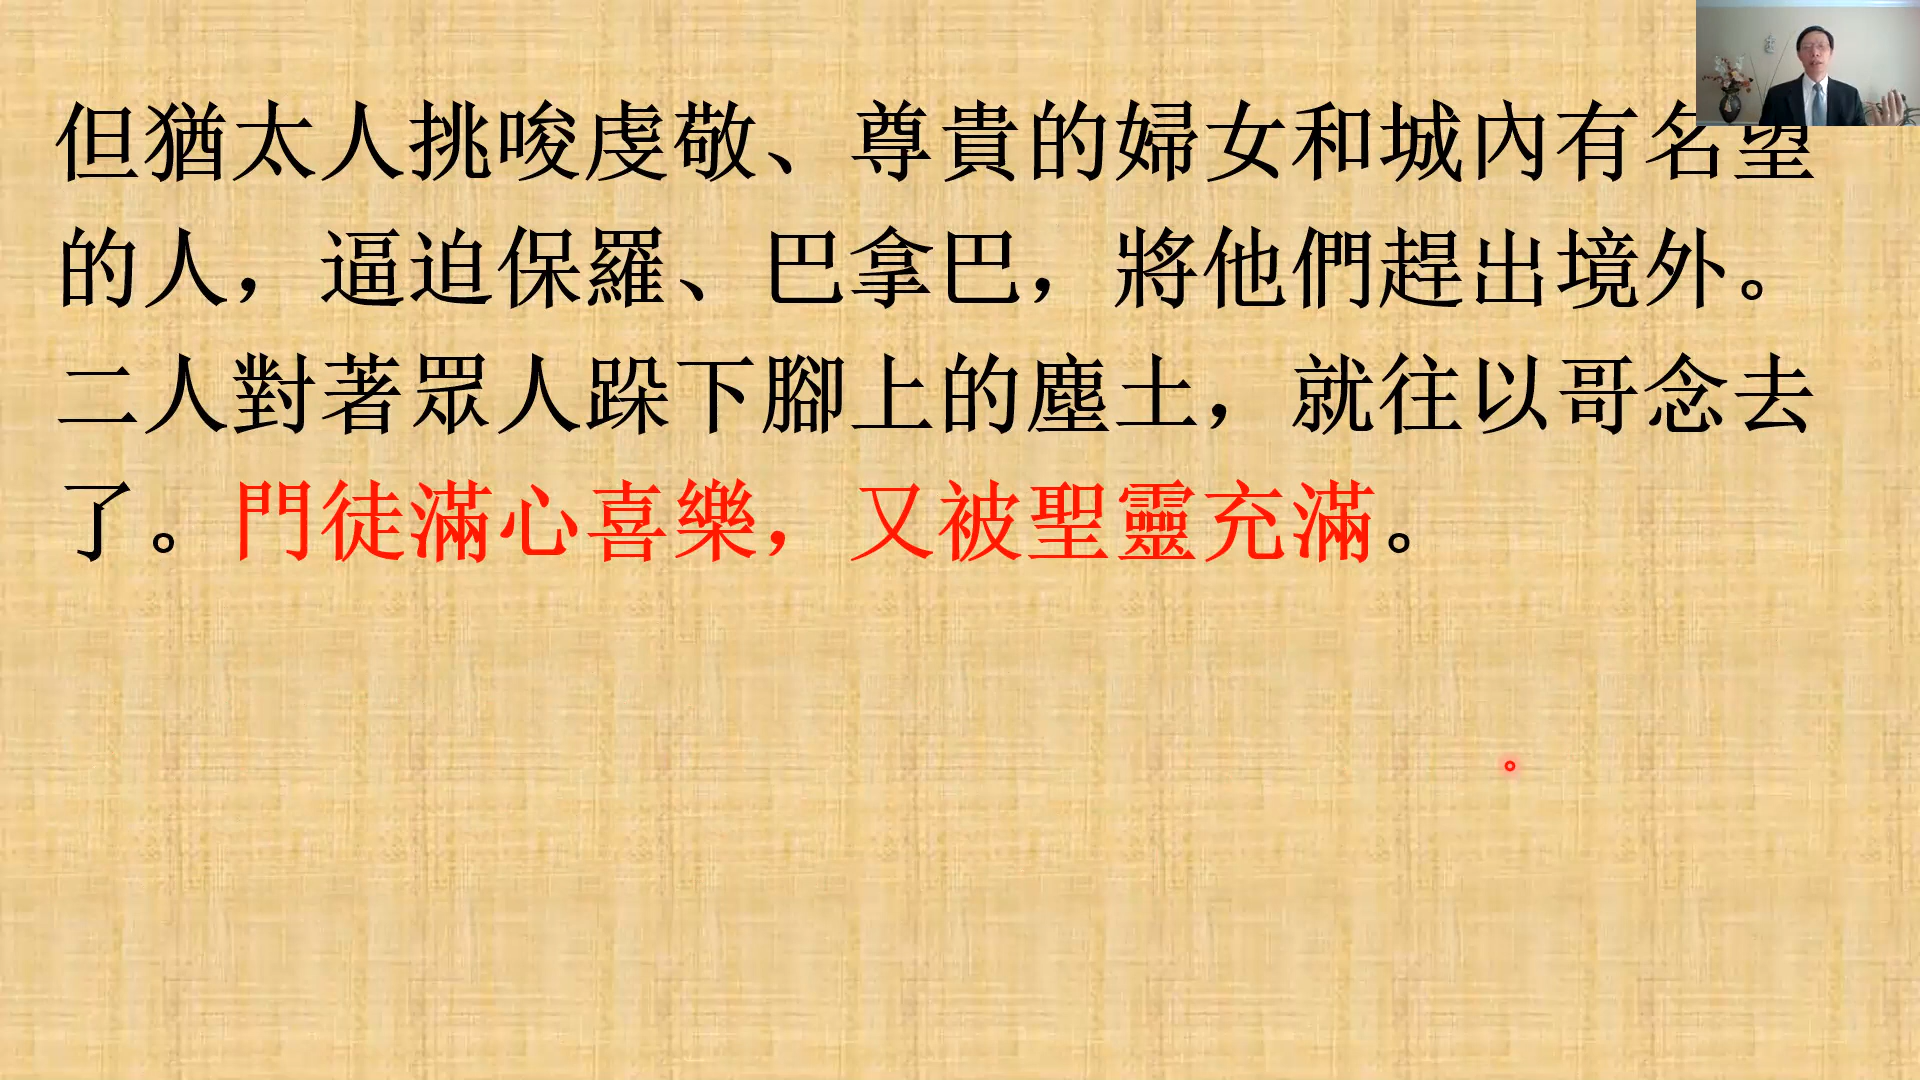 但猶太人挑唆虔敬、尊貴的婦女和城內有名望
的人，逼迫保羅、巴拿巴，將他們趕出境外。
二人對著眾人跺下腳上的塵土，就往以哥念去
了。門徒滿心喜樂，又被聖靈充滿。